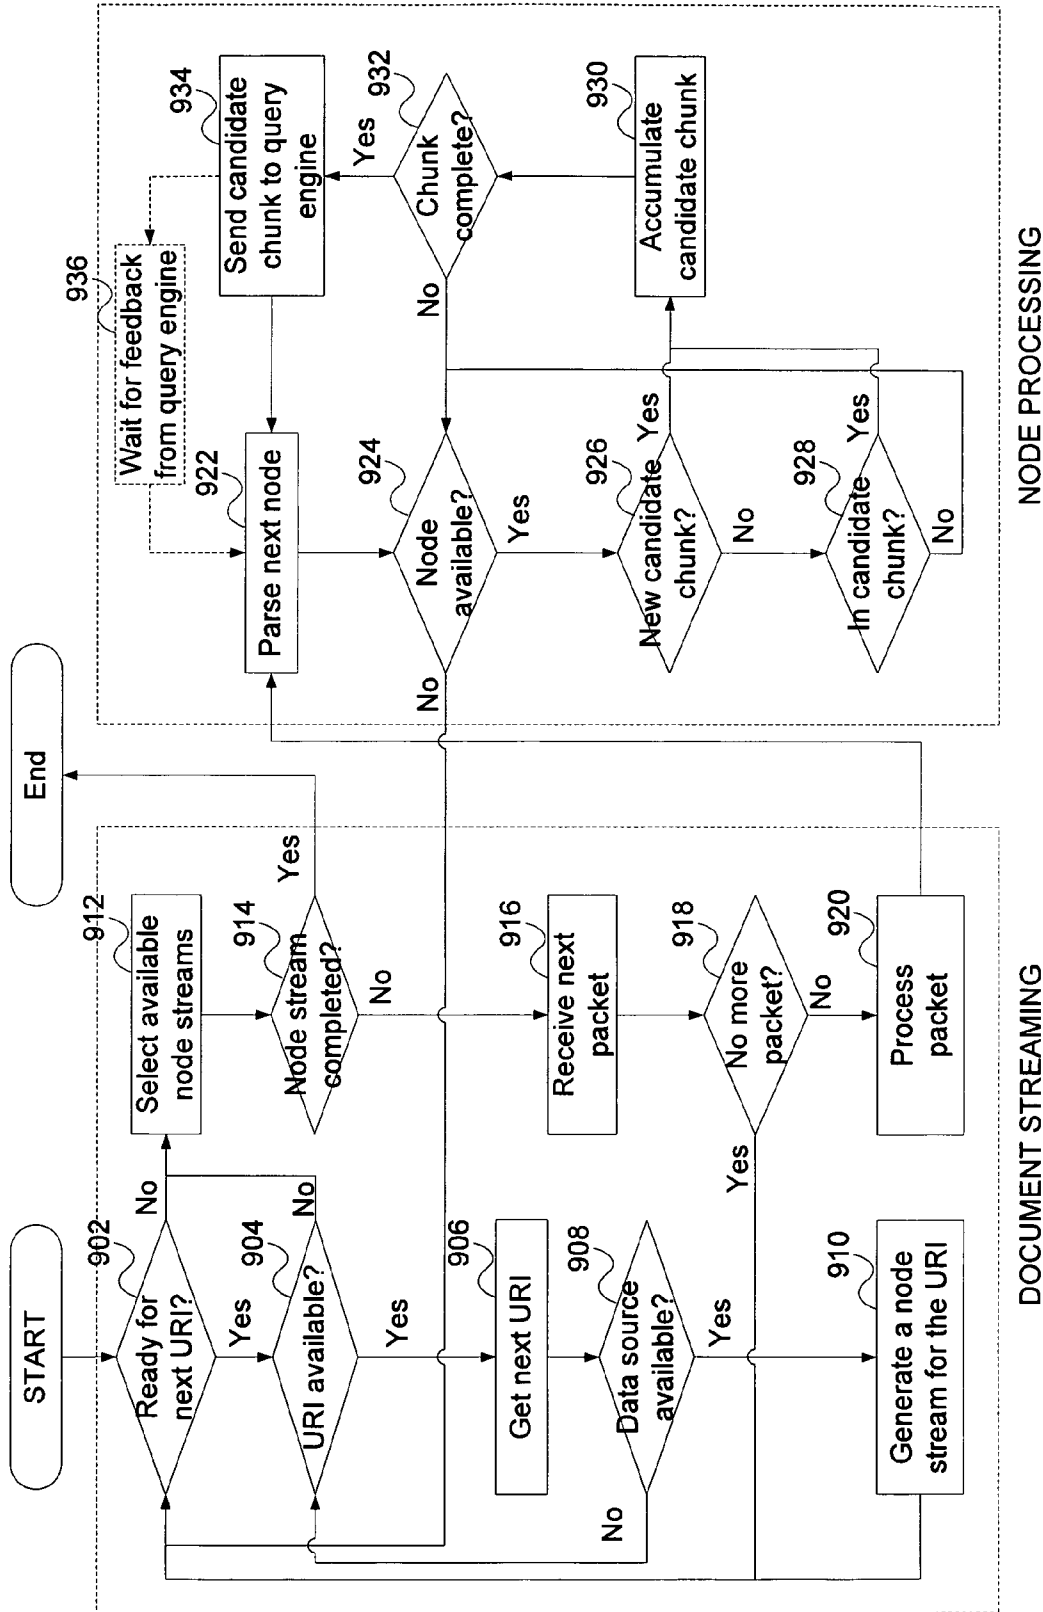 START
902
Ready for
next URI?
No
Yes
904
URI available?
No
Yes
906
Get next URI
908
Data source
available?
No
Yes
910
Generate a node
stream for the URI
912
Select available
node streams
914
Node stream
completed?
Yes
No
916
Receive next
packet
918
No more
packet?
Yes
No
920
Process
packet
DOCUMENT STREAMING
End
936
Wait for feedback
from query engine
934
Send candidate
chunk to query
engine
922
Parse next node
924
Node
available?
No
Yes
932
Chunk
complete?
Yes
No
926
New candidate
chunk?
Yes
No
930
Accumulate
candidate chunk
928
In candidate
chunk?
Yes
No
NODE PROCESSING